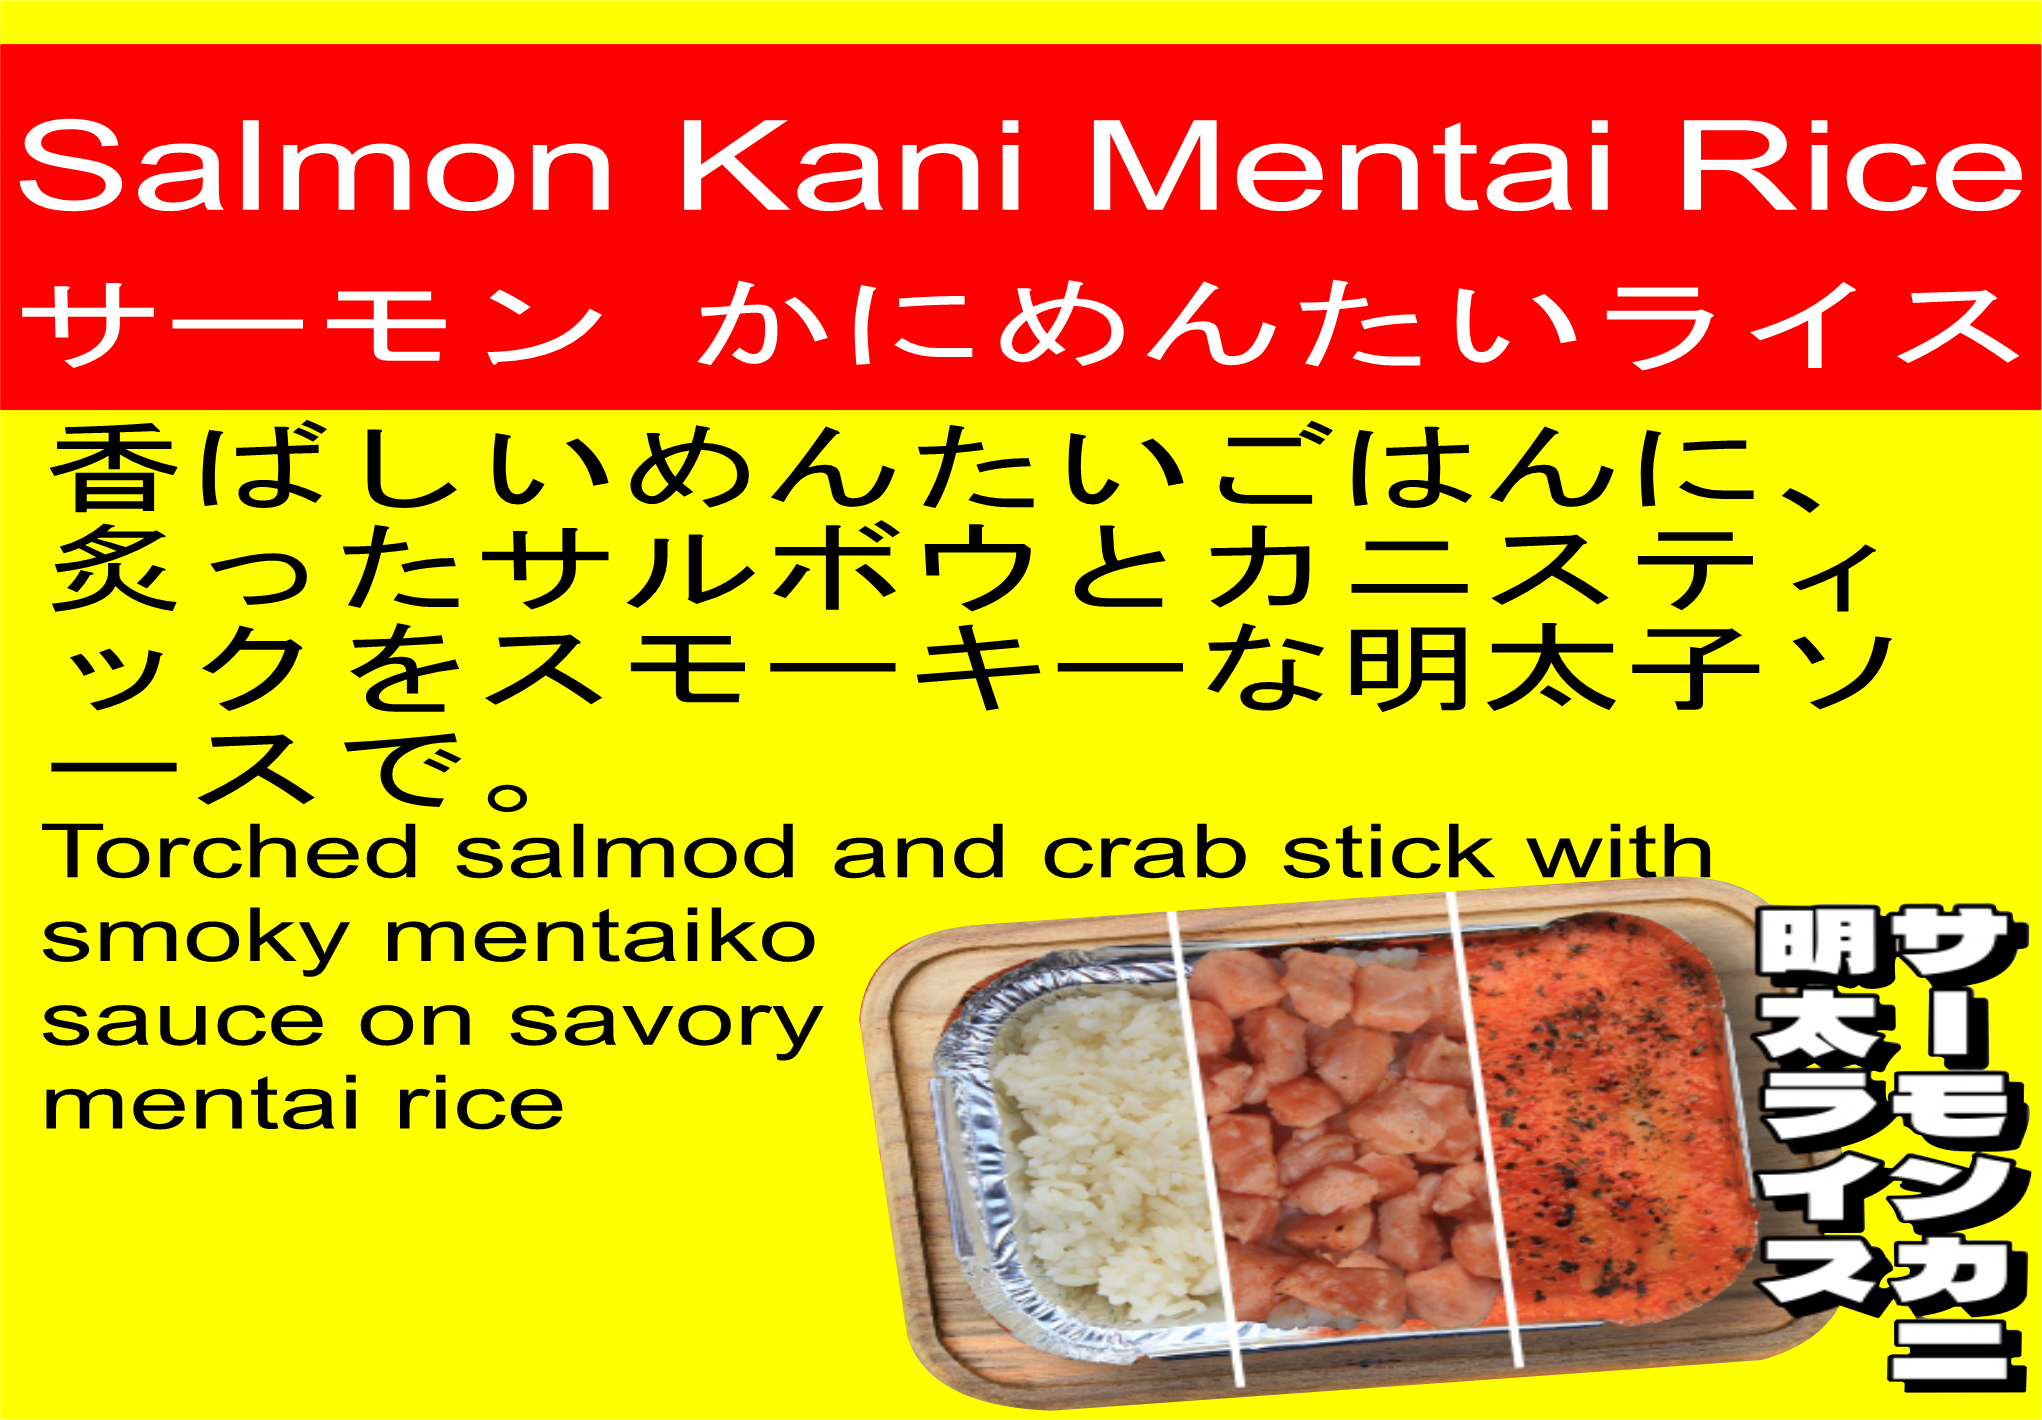 Salmon Kani Mentai Rice
サーモン かにめんたいライス
香ばしいめんたいごはんに、
炙ったサルボウとカニスティ
ックをスモーキーな明太子ソ
ースで。
Torched salmod and crab stick with
smoky mentaiko
sauce on savory
mentai rice
サーモンカニ
明太ライス